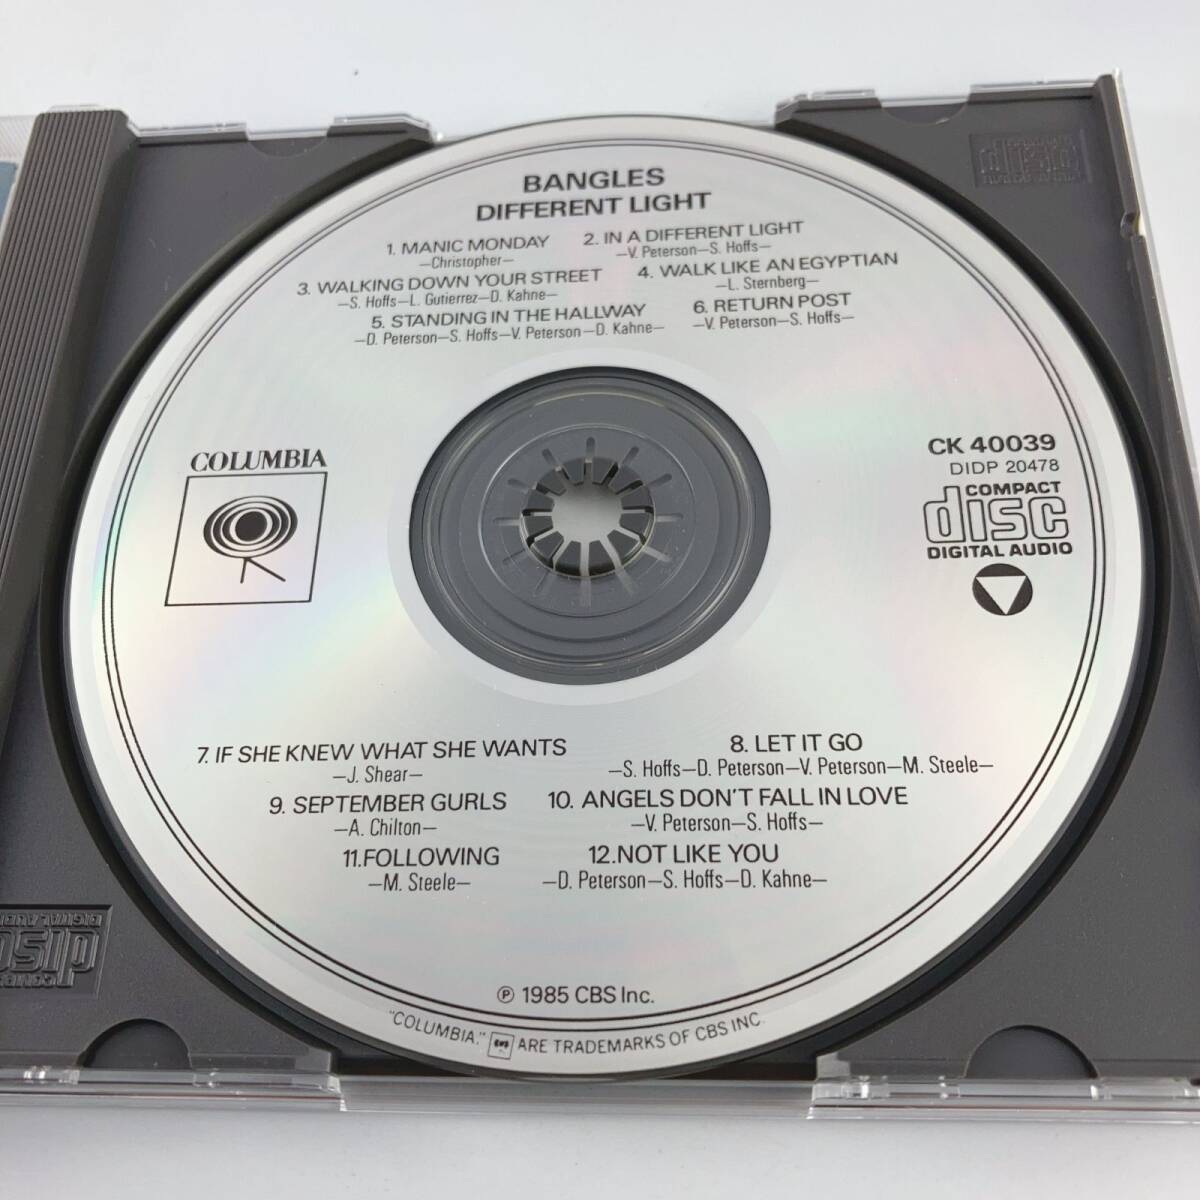 BANGLES
DIFFERENT LIGHT
1. MANIC MONDAY 2. IN A DIFFERENT LIGHT
—Christopher— —V. Peterson—S. Hoffs—
3. WALKING DOWN YOUR STREET 4. WALK LIKE AN EGYPTIAN
—S. Hoffs—L. Gutierrez—D. Kahne— —L. Sternberg—
5. STANDING IN THE HALLWAY 6. RETURN POST
—D. Peterson—S. Hoffs—V. Peterson—D. Kahne— —V. Peterson—S. Hoffs—
COLUMBIA
CK 40039
DIDP 20478
COMPACT
disc
DIGITAL AUDIO
7. IF SHE KNEW WHAT SHE WANTS 8. LET IT GO
—J. Shear— —S. Hoffs—D. Peterson—V. Peterson—M. Steele—
9. SEPTEMBER GURLS 10. ANGELS DON'T FALL IN LOVE
—A. Chilton— —V. Peterson—S. Hoffs—
11.FOLLOWING 12.NOT LIKE YOU
—M. Steele— —D. Peterson—S. Hoffs—D. Kahne—
℗ 1985 CBS Inc.
"COLUMBIA," ARE TRADEMARKS OF CBS INC.
disc
DIGITAL AUDIO